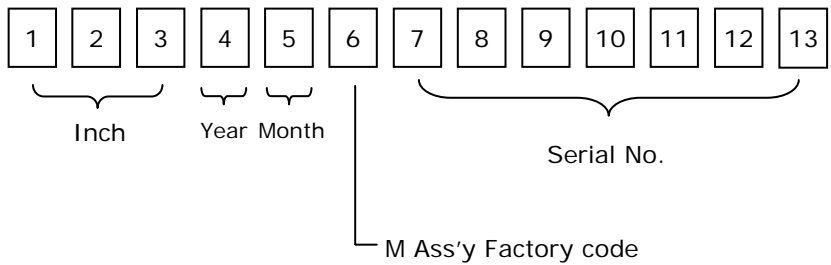 1 2 3 4 5 6 7 8 9 10 11 12 13
Inch
Year Month
Serial No.
M Ass'y Factory code